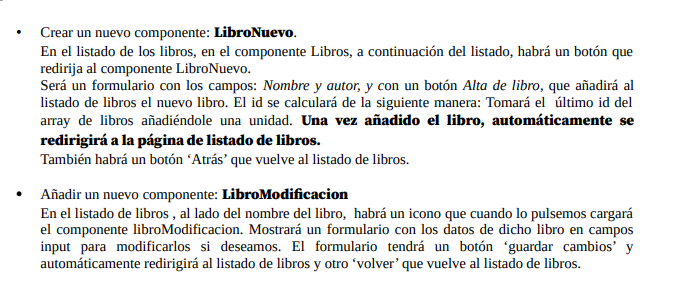 • Crear un nuevo componente: LibroNuevo.
En el listado de los libros, en el componente Libros, a continuación del listado, habrá un botón que
redirija al componente LibroNuevo.
Será un formulario con los campos: Nombre y autor, y con un botón Alta de libro, que añadirá al
listado de libros el nuevo libro. El id se calculará de la siguiente manera: Tomará el último id del
array de libros añadiéndole una unidad. Una vez añadido el libro, automáticamente se
redirigirá a la página de listado de libros.
También habrá un botón ‘Atrás’ que vuelve al listado de libros.
• Añadir un nuevo componente: LibroModificacion
En el listado de libros , al lado del nombre del libro, habrá un icono que cuando lo pulsemos cargará
el componente libroModificacion. Mostrará un formulario con los datos de dicho libro en campos
input para modificarlos si deseamos. El formulario tendrá un botón ‘guardar cambios’ y
automáticamente redirigirá al listado de libros y otro ‘volver’ que vuelve al listado de libros.